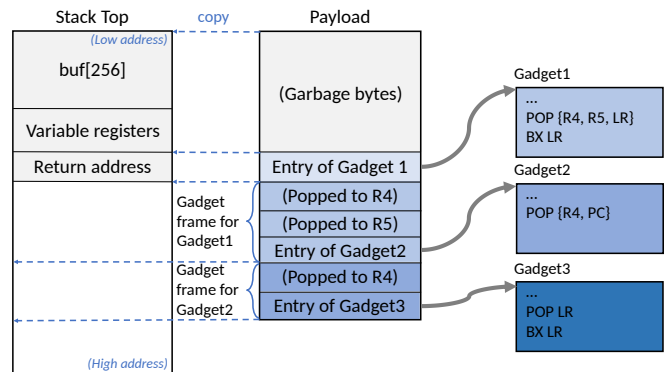 Stack Top
copy
Payload
(Low address)
buf[256]
Variable registers
Return address
(High address)
(Garbage bytes)
Entry of Gadget 1
(Popped to R4)
(Popped to R5)
Entry of Gadget2
(Popped to R4)
Entry of Gadget3
Gadget
frame for
Gadget1
Gadget
frame for
Gadget2
Gadget1
...
POP {R4, R5, LR}
BX LR
Gadget2
...
POP {R4, PC}
Gadget3
...
POP LR
BX LR